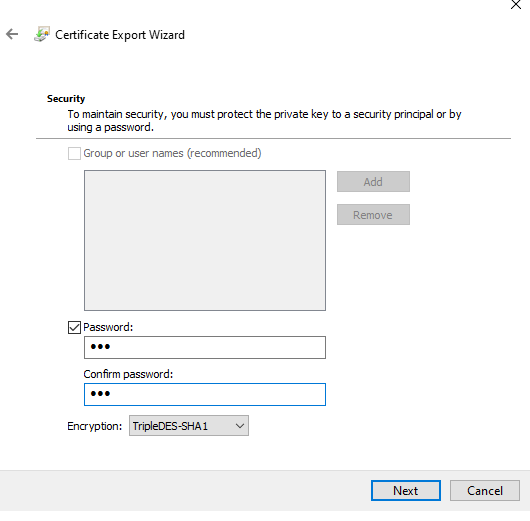 Certificate Export Wizard
Security
To maintain security, you must protect the private key to a security principal or by
using a password.
Group or user names (recommended)
Add
Remove
Password:
•••
Confirm password:
•••
Encryption: TripleDES-SHA1
Next Cancel